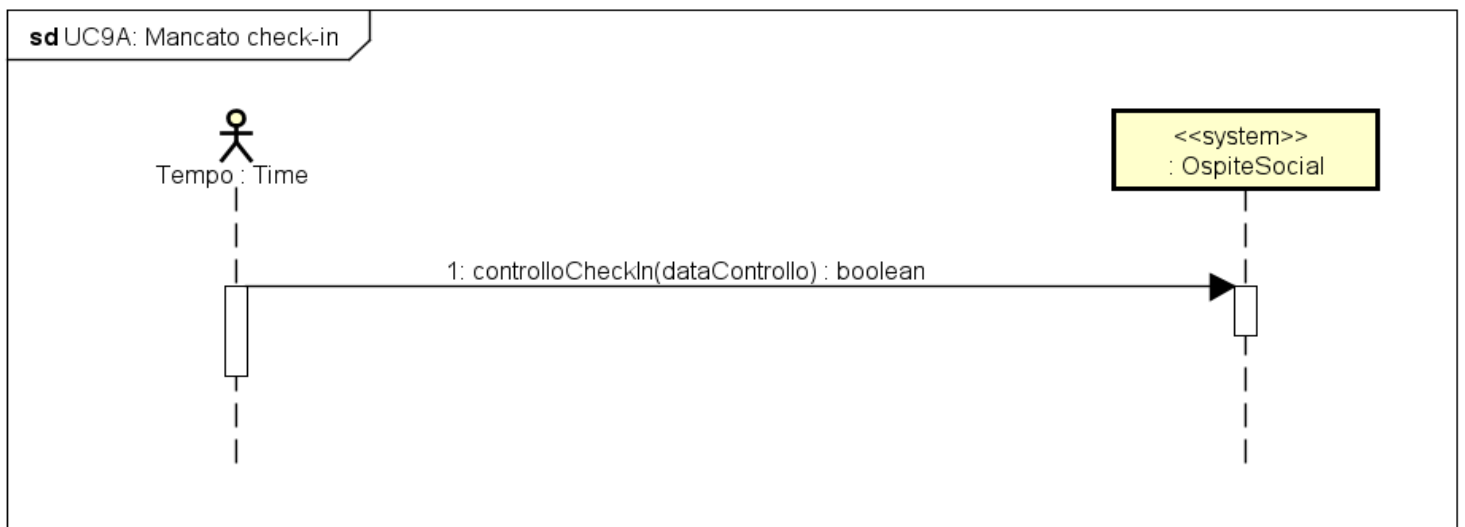 sd UC9A: Mancato check-in
Tempo : Time
<<system>>
: OspiteSocial
1: controlloCheckIn(dataControllo) : boolean